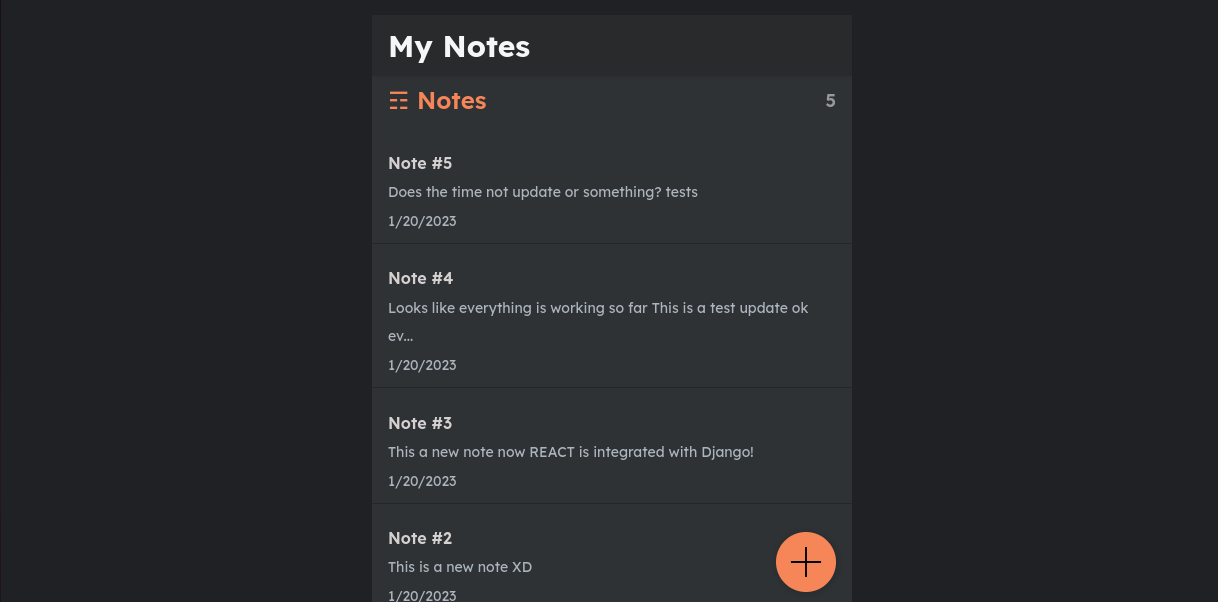 My Notes
☶ Notes 5
Note #5
Does the time not update or something? tests
1/20/2023
Note #4
Looks like everything is working so far This is a test update ok
ev...
1/20/2023
Note #3
This a new note now REACT is integrated with Django!
1/20/2023
Note #2
This is a new note XD
1/20/2023